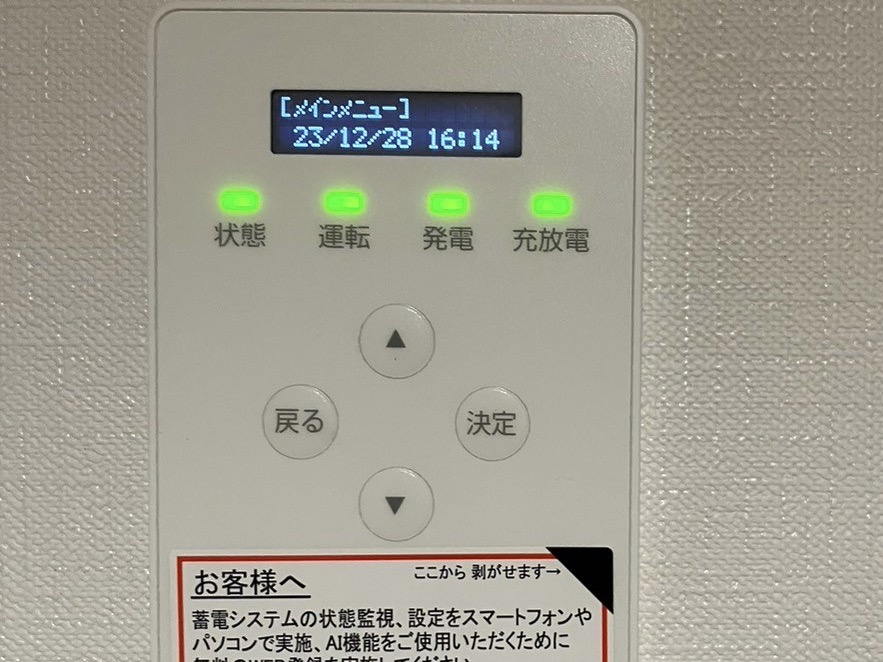 [メインメニュー]
23/12/28 16:14
状態 運転 発電 充放電
▲
戻る 決定
▼
お客様へ ここから 剥がせます→
蓄電システムの状態監視、設定をスマートフォンや
パソコンで実施、AI機能をご使用いただくために